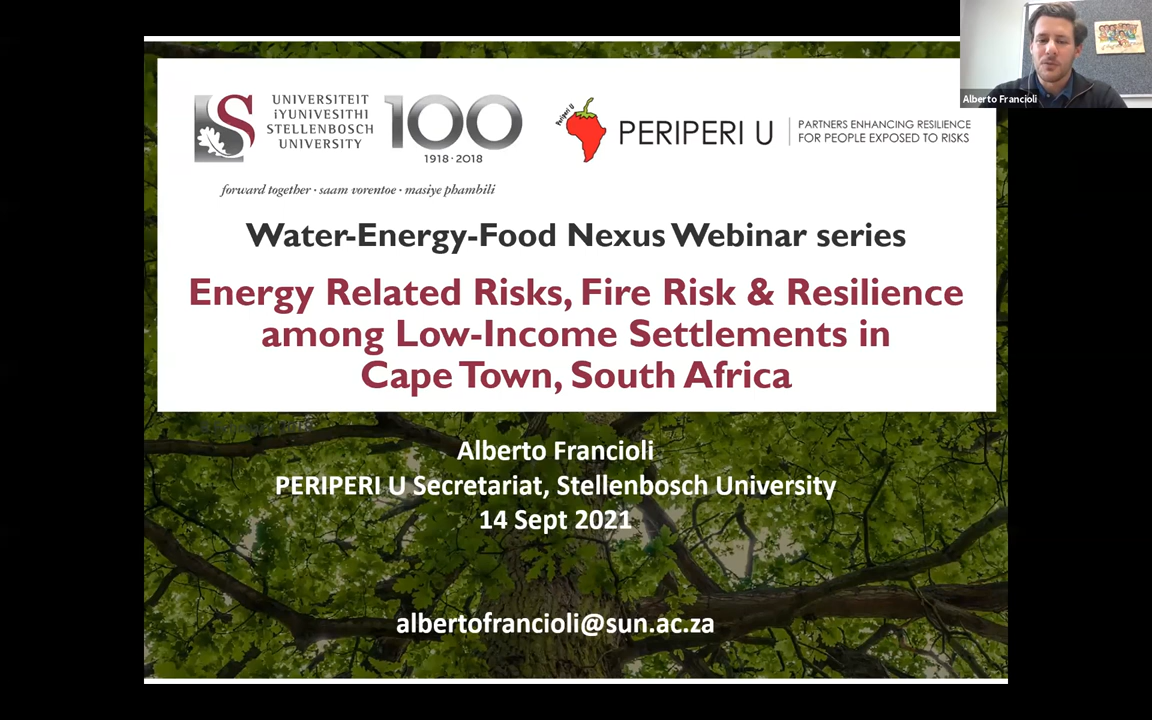 UNIVERSITEIT
iYUNIVESITHI
STELLENBOSCH
UNIVERSITY
100
1918·2018
forward together · saam vorentoe · masiye phambili
Periperi U
PERIPERI U
PARTNERS ENHANCING RESILIENCE
FOR PEOPLE EXPOSED TO RISKS
Alberto Francioli
Water-Energy-Food Nexus Webinar series
Energy Related Risks, Fire Risk & Resilience
among Low-Income Settlements in
Cape Town, South Africa
Alberto Francioli
PERIPERI U Secretariat, Stellenbosch University
14 Sept 2021
albertofrancioli@sun.ac.za